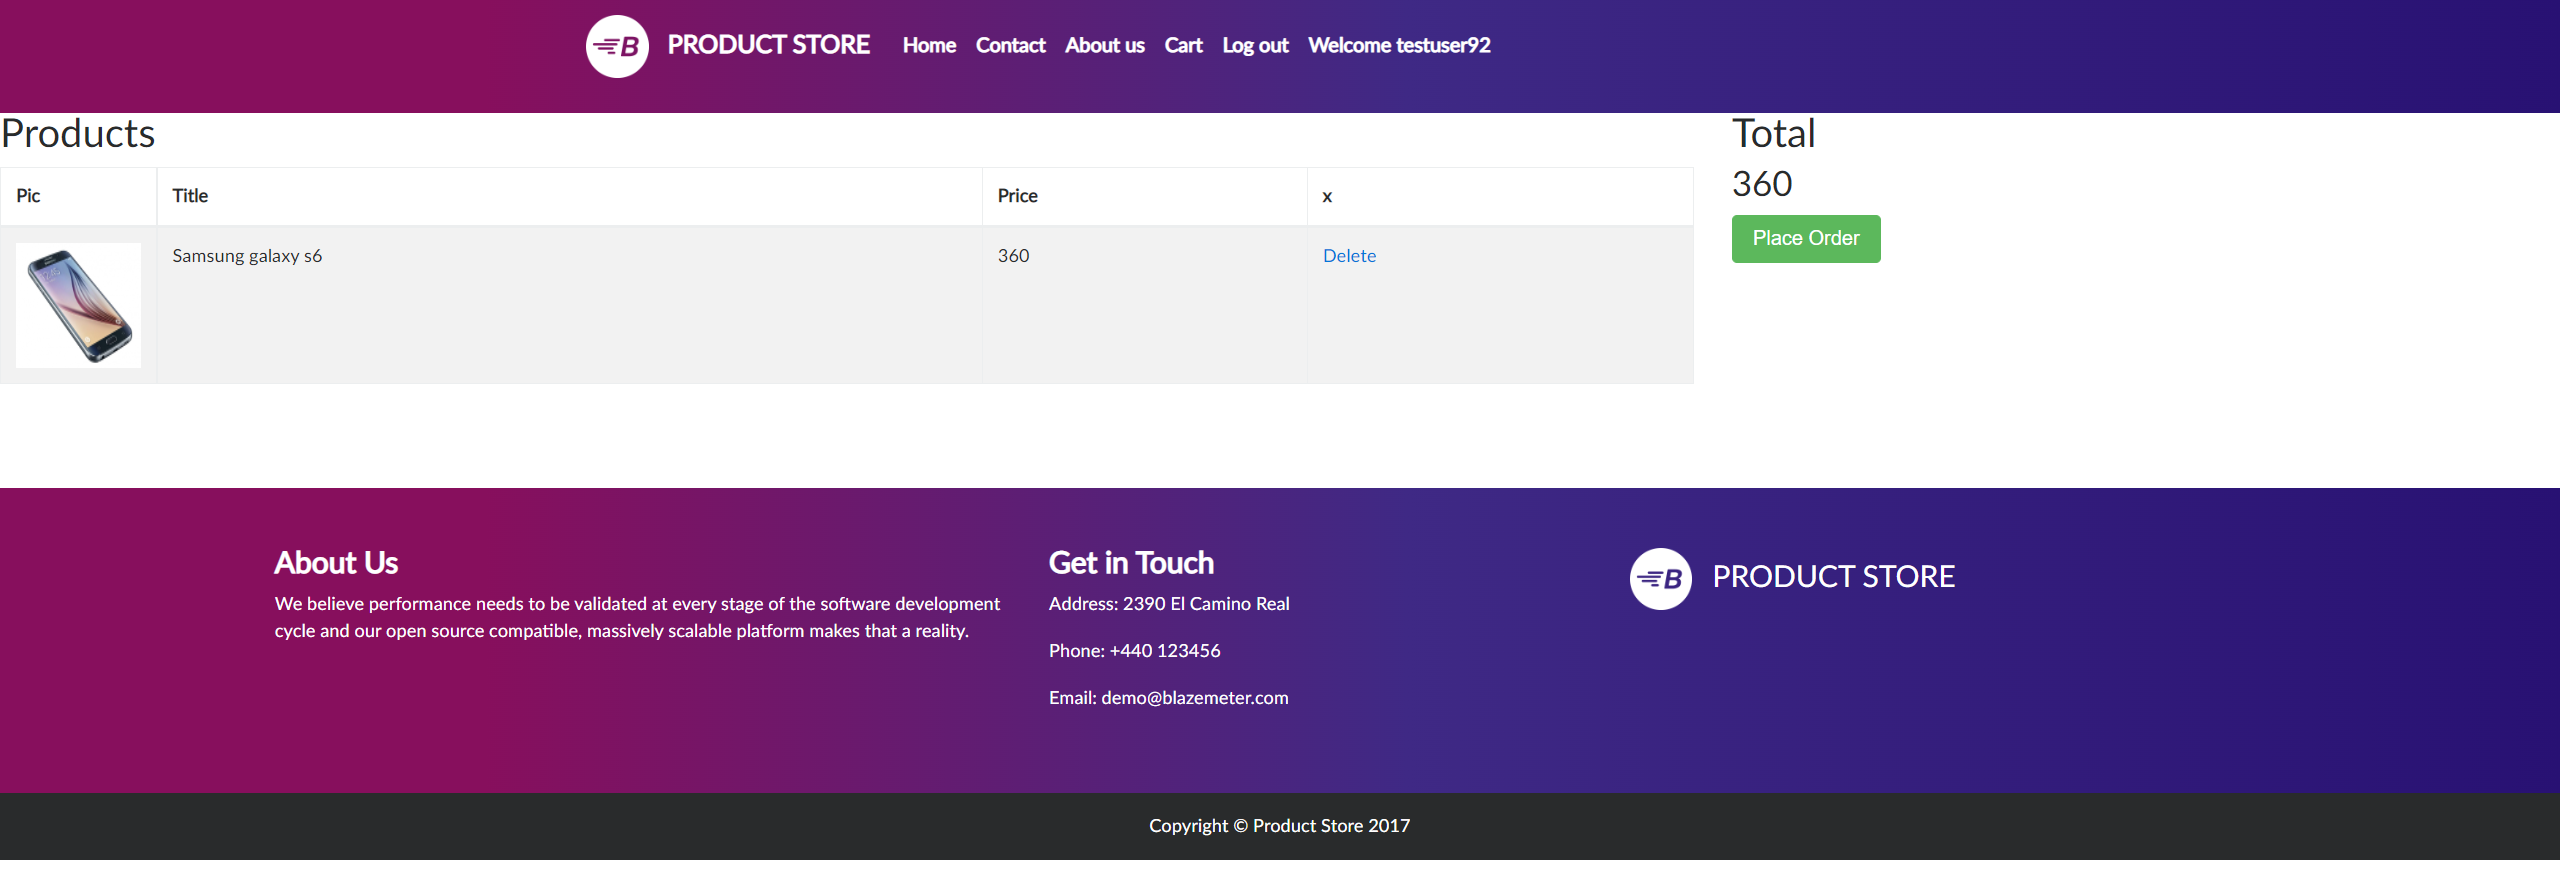 B PRODUCT STORE Home Contact About us Cart Log out Welcome testuser92
Products
Pic Title Price x
Samsung galaxy s6 360 Delete
Total
360
Place Order
About Us
We believe performance needs to be validated at every stage of the software development
cycle and our open source compatible, massively scalable platform makes that a reality.
Get in Touch
Address: 2390 El Camino Real
Phone: +440 123456
Email: demo@blazemeter.com
B PRODUCT STORE
Copyright © Product Store 2017